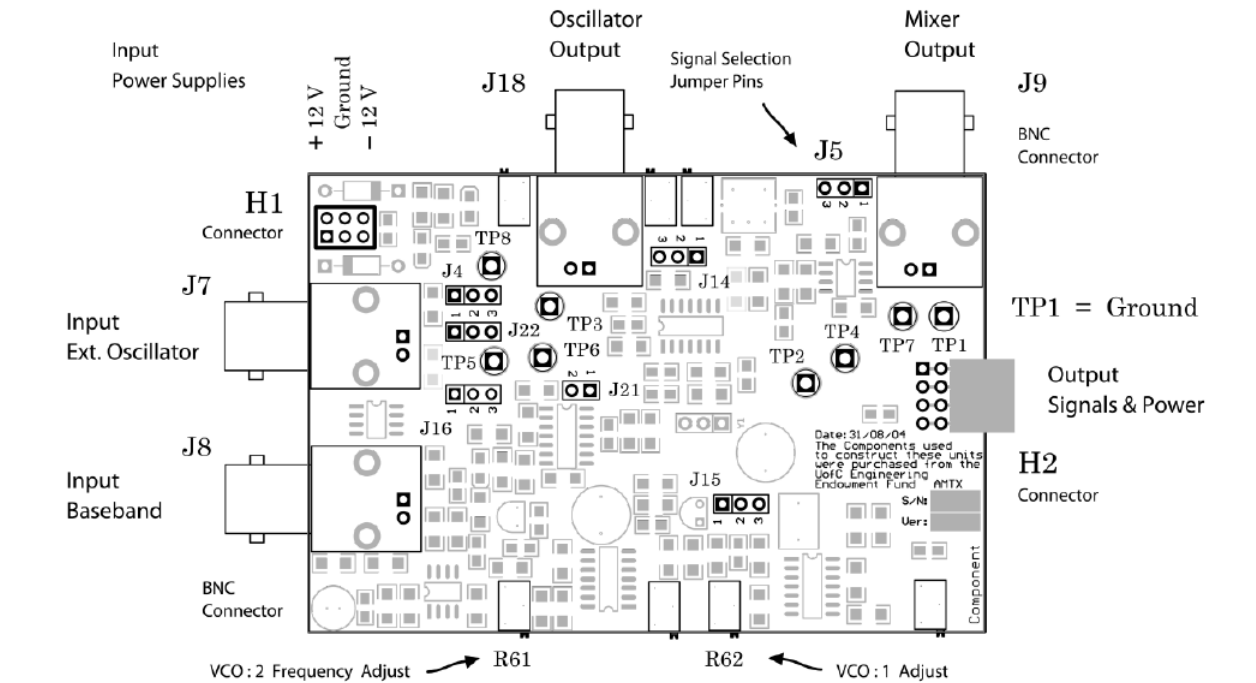 Oscillator
Output
Mixer
Output
Input
Power Supplies
+ 12 V
Ground
− 12 V
Signal Selection
Jumper Pins
J18
J9
J5
BNC
Connector
3 2 1
H1
Connector
TP8
3 2 1
J4
J14
J7
1 2 3
TP3
J22
Input
Ext. Oscillator
TP1 = Ground
TP4
TP7
TP1
TP5
TP6
TP2
2 1
J21
1 2 3
Output
Signals & Power
J16
J8
Y1
Date:31/08/04
The Components used
to construct these units
were purchased from the
UofC Engineering
Endowment Fund AMTX
S/N:
Ver:
H2
Connector
Input
Baseband
J15
1 2 3
BNC
Connector
Component
VCO : 2 Frequency Adjust
R61
R62
VCO : 1 Adjust